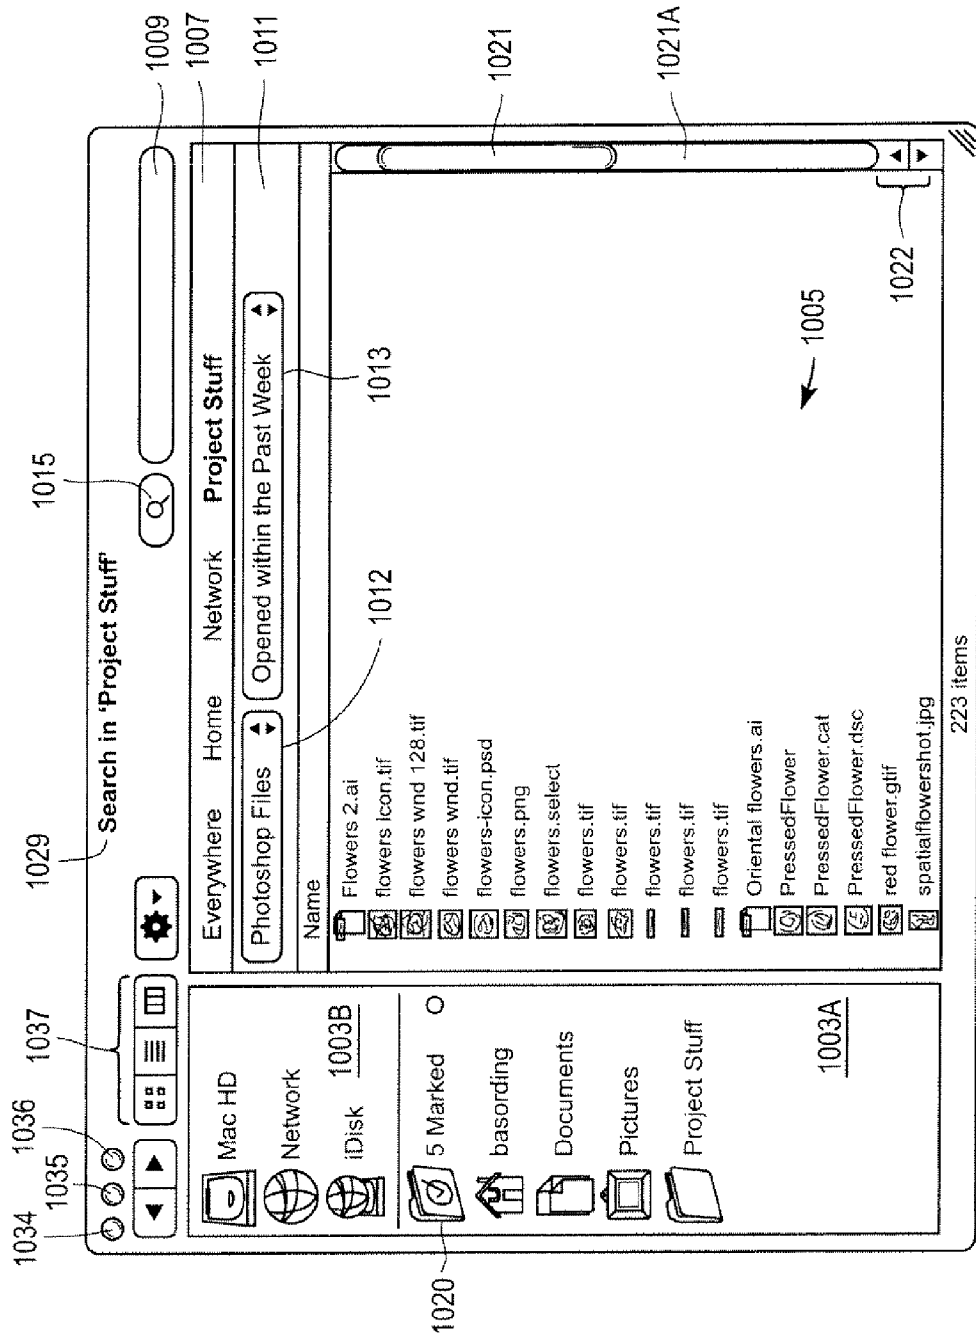 1034
1035
1036
1037
1029
Search in 'Project Stuff'
1015
1009
1007
1011
Everywhere Home Network Project Stuff
Photoshop Files Opened within the Past Week
Name
1012
1013
Mac HD
Network
iDisk
1003B
1020
5 Marked
basording
Documents
Pictures
Project Stuff
1003A
Flowers 2.ai
flowers Icon.tif
flowers wnd 128.tif
flowers wnd.tif
flowers-icon.psd
flowers.png
flowers.select
flowers.tif
flowers.tif
flowers.tif
flowers.tif
flowers.tif
Oriental flowers.ai
PressedFlower
PressedFlower.cat
PressedFlower.dsc
red flower.gtif
spatialflowershot.jpg
1021
1021A
1005
1022
223 items